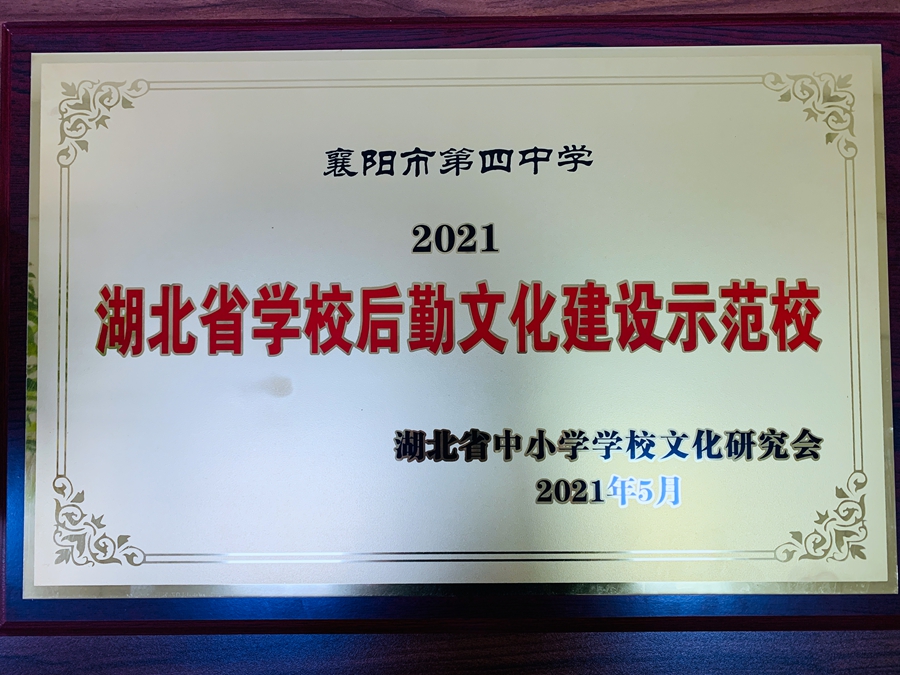 襄阳市第四中学
2021
湖北省学校后勤文化建设示范校
湖北省中小学学校文化研究会
2021年5月